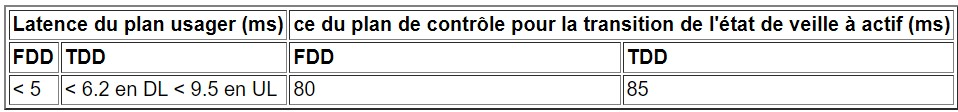 Latence du plan usager (ms) ce du plan de contrôle pour la transition de l'état de veille à actif (ms)
FDD TDD FDD TDD
< 5 < 6.2 en DL < 9.5 en UL 80 85